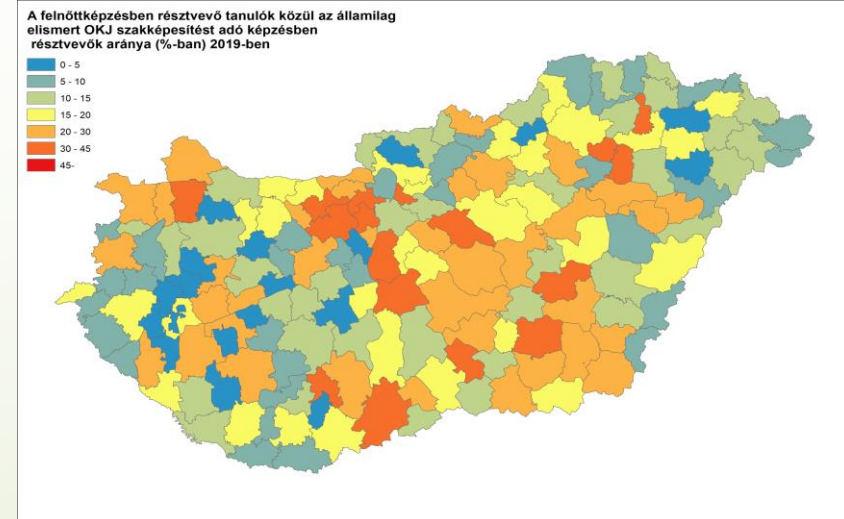 A felnőttképzésben résztvevő tanulók közül az államilag
elismert OKJ szakképesítést adó képzésben
résztvevők aránya (%-ban) 2019-ben
0 - 5
5 - 10
10 - 15
15 - 20
20 - 30
30 - 45
45-